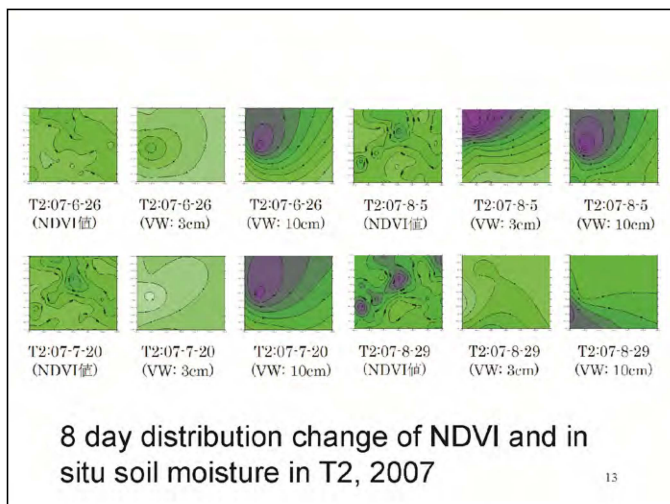 T2:07-6-26
(NDVI値)
T2:07-6-26
(VW: 3cm)
T2:07-6-26
(VW: 10cm)
T2:07-8-5
(NDVI値)
T2:07-8-5
(VW: 3cm)
T2:07-8-5
(VW: 10cm)
T2:07-7-20
(NDVI値)
T2:07-7-20
(VW: 3cm)
T2:07-7-20
(VW: 10cm)
T2:07-8-29
(NDVI値)
T2:07-8-29
(VW: 3cm)
T2:07-8-29
(VW: 10cm)
8 day distribution change of NDVI and in
situ soil moisture in T2, 2007
13